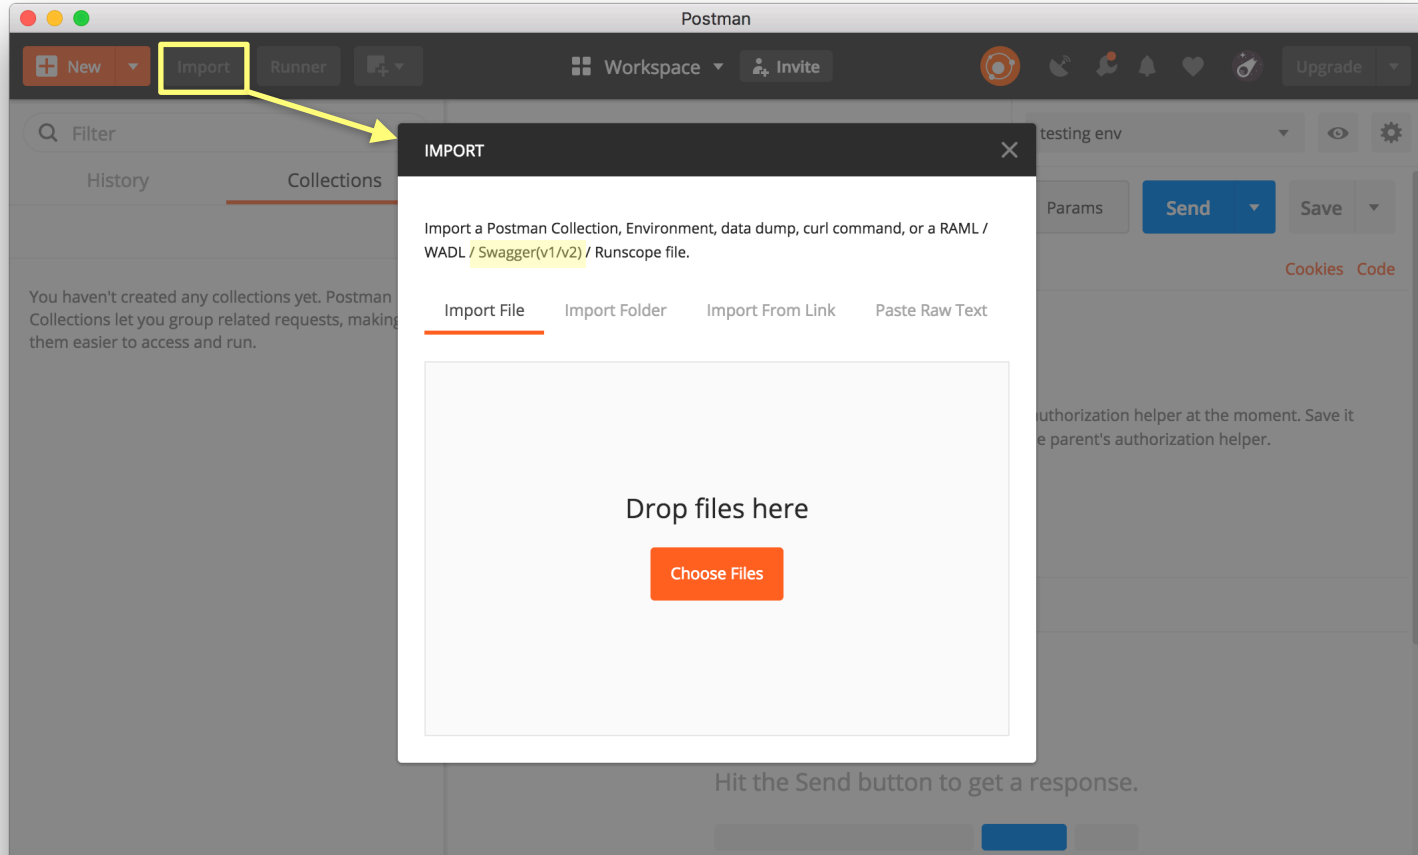 Postman
New
Import
Runner
Workspace
Invite
Upgrade
Filter
History
Collections
You haven't created any collections yet. Postman
Collections let you group related requests, making
them easier to access and run.
IMPORT
Import a Postman Collection, Environment, data dump, curl command, or a RAML /
WADL / Swagger(v1/v2) / Runscope file.
Import File
Import Folder
Import From Link
Paste Raw Text
Drop files here
Choose Files
testing env
Params
Send
Save
Cookies
Code
authorization helper at the moment. Save it
parent's authorization helper.
Hit the Send button to get a response.